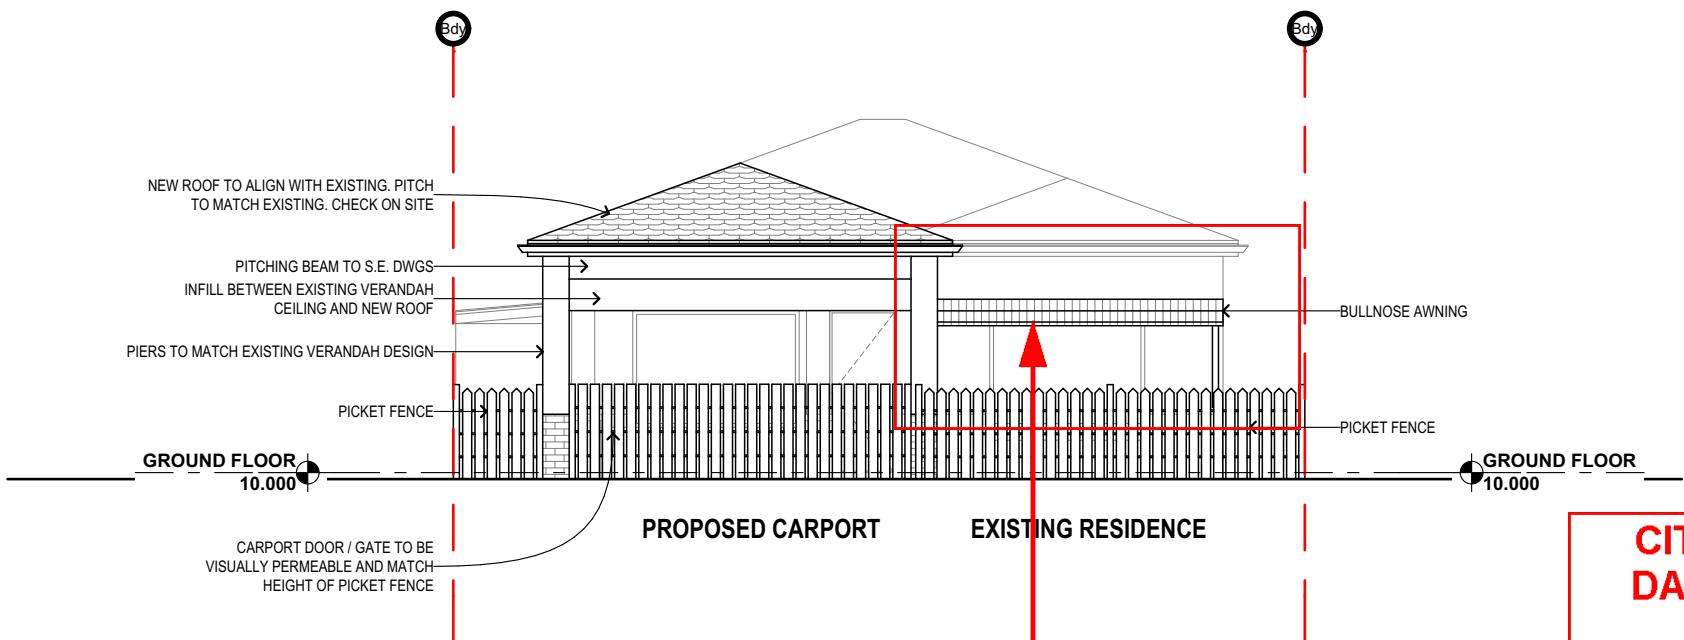 Bdy
Bdy
NEW ROOF TO ALIGN WITH EXISTING. PITCH
TO MATCH EXISTING. CHECK ON SITE
PITCHING BEAM TO S.E. DWGS
INFILL BETWEEN EXISTING VERANDAH
CEILING AND NEW ROOF
BULLNOSE AWNING
PIERS TO MATCH EXISTING VERANDAH DESIGN
PICKET FENCE
PICKET FENCE
GROUND FLOOR
10.000
GROUND FLOOR
10.000
PROPOSED CARPORT
EXISTING RESIDENCE
CARPORT DOOR / GATE TO BE
VISUALLY PERMEABLE AND MATCH
HEIGHT OF PICKET FENCE